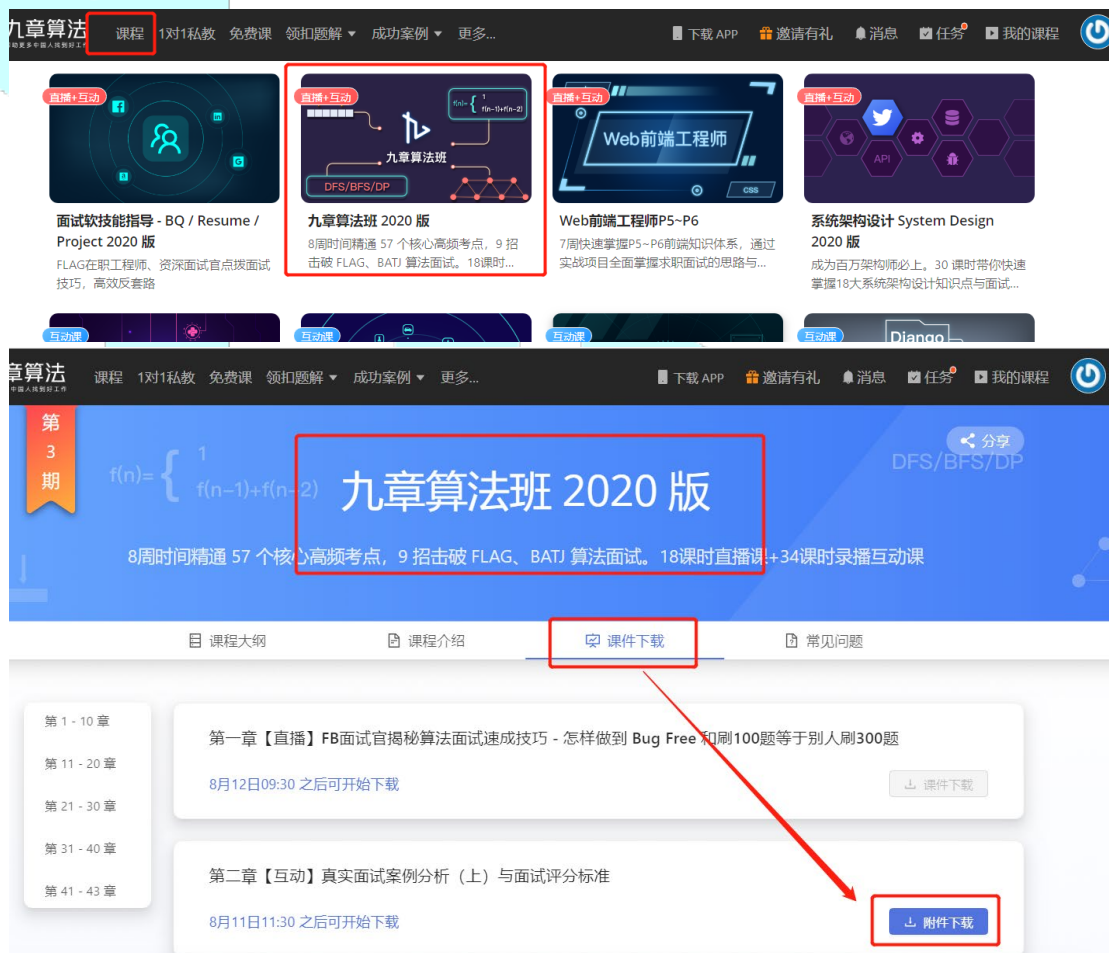 九章算法 课程 1对1私教 免费课 领扣题解 成功案例 更多... 下载 APP 邀请有礼 消息 任务 我的课程
直播+互动 直播+互动 直播+互动 直播+互动
f(n)= { 1
f(n-1)+f(n-2)
九章算法班
DFS/BFS/DP
Web前端工程师
CSS
API
面试软技能指导 - BQ / Resume /
Project 2020 版
FLAG在职工程师、资深面试官点拨面试
技巧，高效反套路
九章算法班 2020 版
8周时间精通 57 个核心高频考点，9 招
击破 FLAG、BATJ 算法面试。18课时...
Web前端工程师P5~P6
7周快速掌握P5~P6前端知识体系，通过
实战项目全面掌握求职面试的思路与...
系统架构设计 System Design
2020 版
成为百万架构师必上。30 课时带你快速
掌握18大系统架构设计知识点与面试...
互动课 互动课 互动课 互动课
Django
章算法 课程 1对1私教 免费课 领扣题解 成功案例 更多... 下载 APP 邀请有礼 消息 任务 我的课程
第
3
期
分享
f(n)= { 1
f(n-1)+f(n-2)
DFS/BFS/DP
九章算法班 2020 版
8周时间精通 57 个核心高频考点，9 招击破 FLAG、BATJ 算法面试。18课时直播课+34课时录播互动课
课程大纲 课程介绍 课件下载 常见问题
第 1 - 10 章
第 11 - 20 章
第 21 - 30 章
第 31 - 40 章
第 41 - 43 章
第一章【直播】FB面试官揭秘算法面试速成技巧 - 怎样做到 Bug Free 和刷100题等于别人刷300题
8月12日09:30 之后可开始下载
课件下载
第二章【互动】真实面试案例分析（上）与面试评分标准
8月11日11:30 之后可开始下载
附件下载